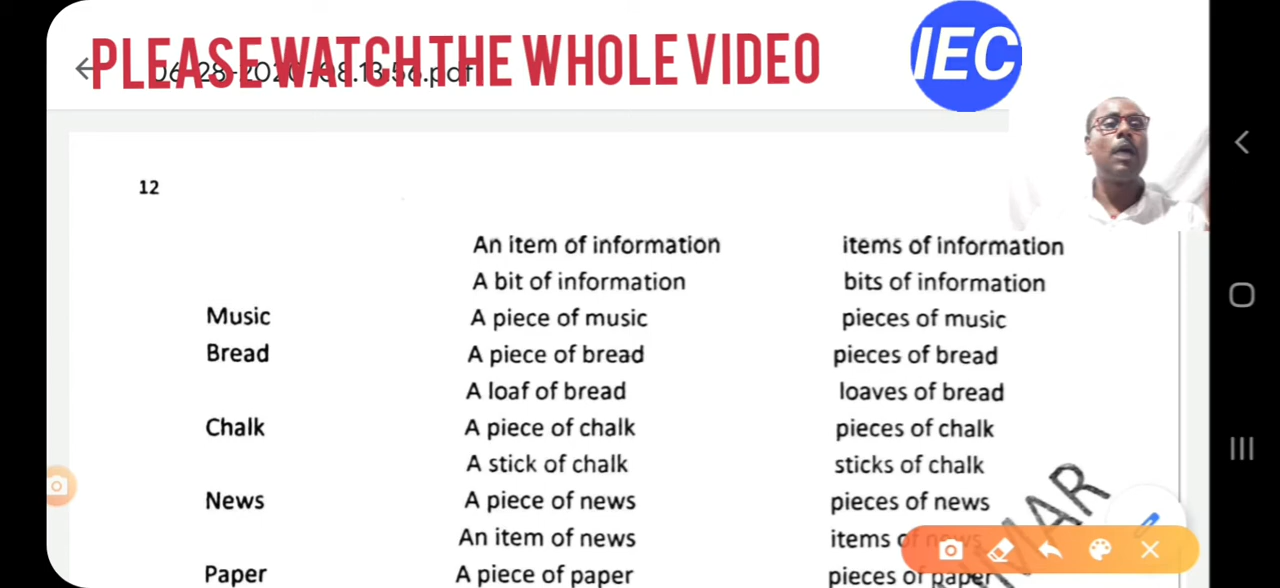 PLEASE WATCH THE WHOLE VIDEO
IEC
12
An item of information items of information
A bit of information bits of information
Music A piece of music pieces of music
Bread A piece of bread pieces of bread
A loaf of bread loaves of bread
Chalk A piece of chalk pieces of chalk
A stick of chalk sticks of chalk
News A piece of news pieces of news
An item of news items of news
Paper A piece of paper pieces of paper